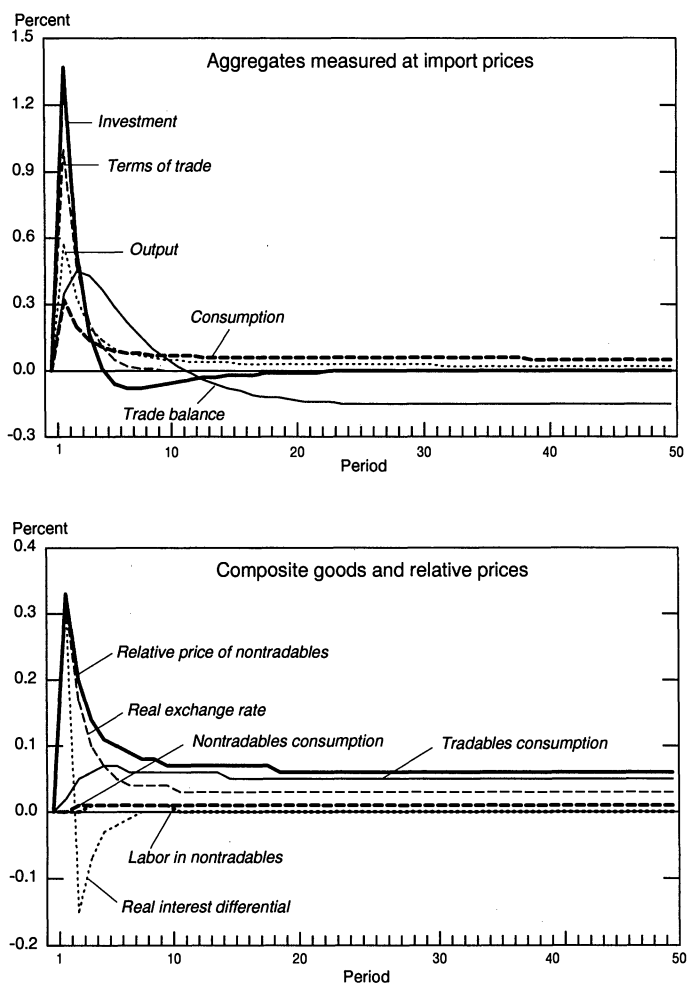 Percent
1.5
Aggregates measured at import prices
1.2
Investment
0.9
Terms of trade
0.6
Output
0.3
Consumption
0.0
Trade balance
-0.3
1 10 20 30 40 50
Period
Percent
0.4
Composite goods and relative prices
0.3
Relative price of nontradables
0.2
Real exchange rate
Nontradables consumption
Tradables consumption
0.1
0.0
Labor in nontradables
-0.1
Real interest differential
-0.2
1 10 20 30 40 50
Period